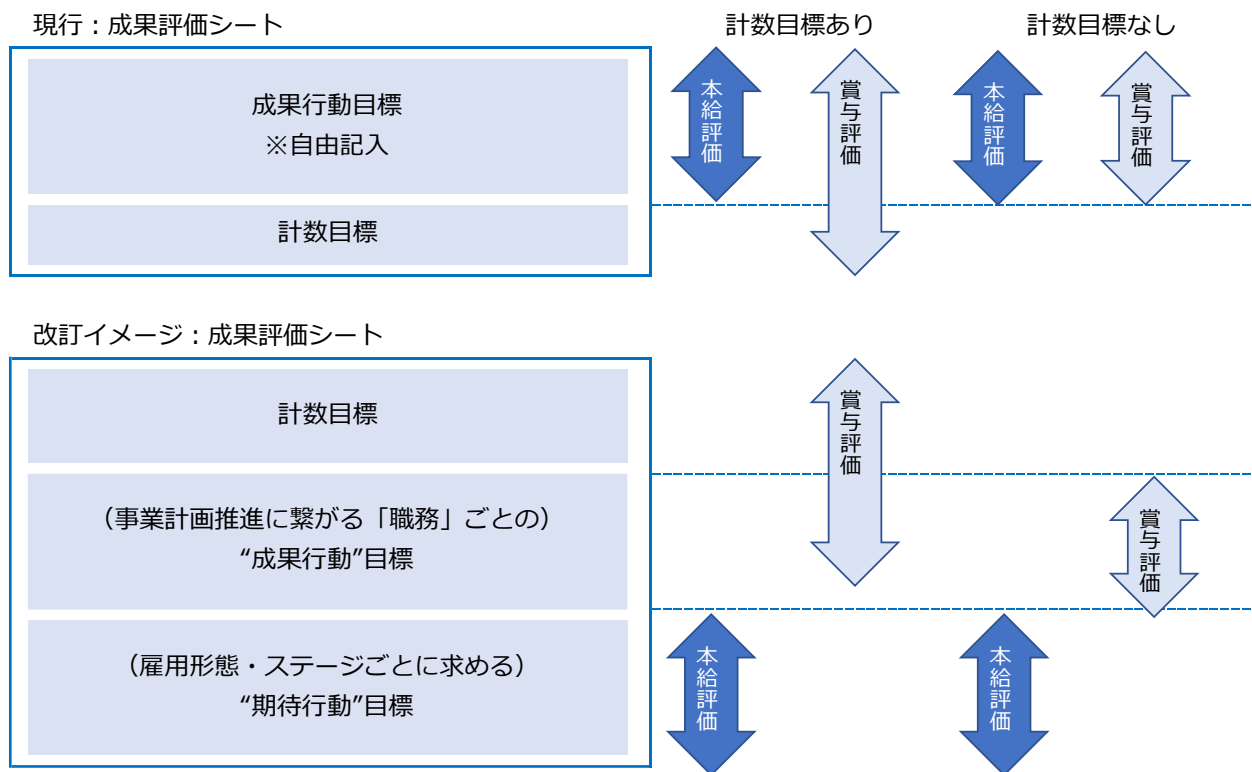 現行：成果評価シート
計数目標あり
計数目標なし
成果行動目標
※自由記入
計数目標
本給評価
賞与評価
本給評価
賞与評価
改訂イメージ：成果評価シート
計数目標
（事業計画推進に繋がる「職務」ごとの）
“成果行動”目標
（雇用形態・ステージごとに求める）
“期待行動”目標
賞与評価
賞与評価
本給評価
本給評価